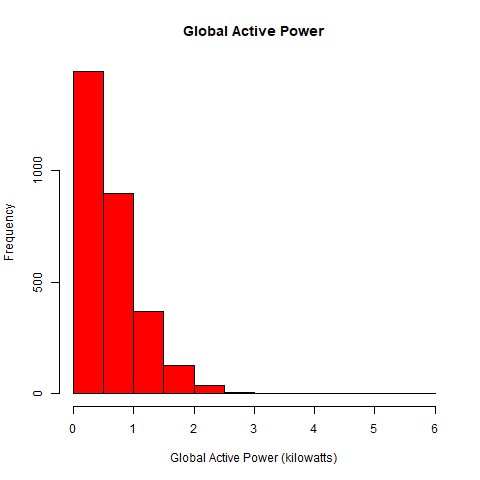 Global Active Power
Frequency
1000
500
0
0 1 2 3 4 5 6
Global Active Power (kilowatts)